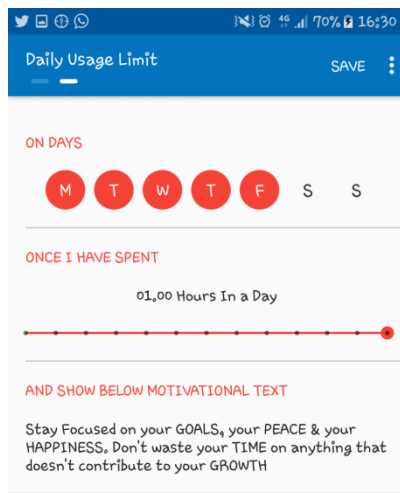 4G 70% 16:30
Daily Usage Limit
SAVE
ON DAYS
M T W T F S S
ONCE I HAVE SPENT
01.00 Hours In a Day
AND SHOW BELOW MOTIVATIONAL TEXT
Stay Focused on your GOALS, your PEACE & your
HAPPINESS. Don't waste your TIME on anything that
doesn't contribute to your GROWTH